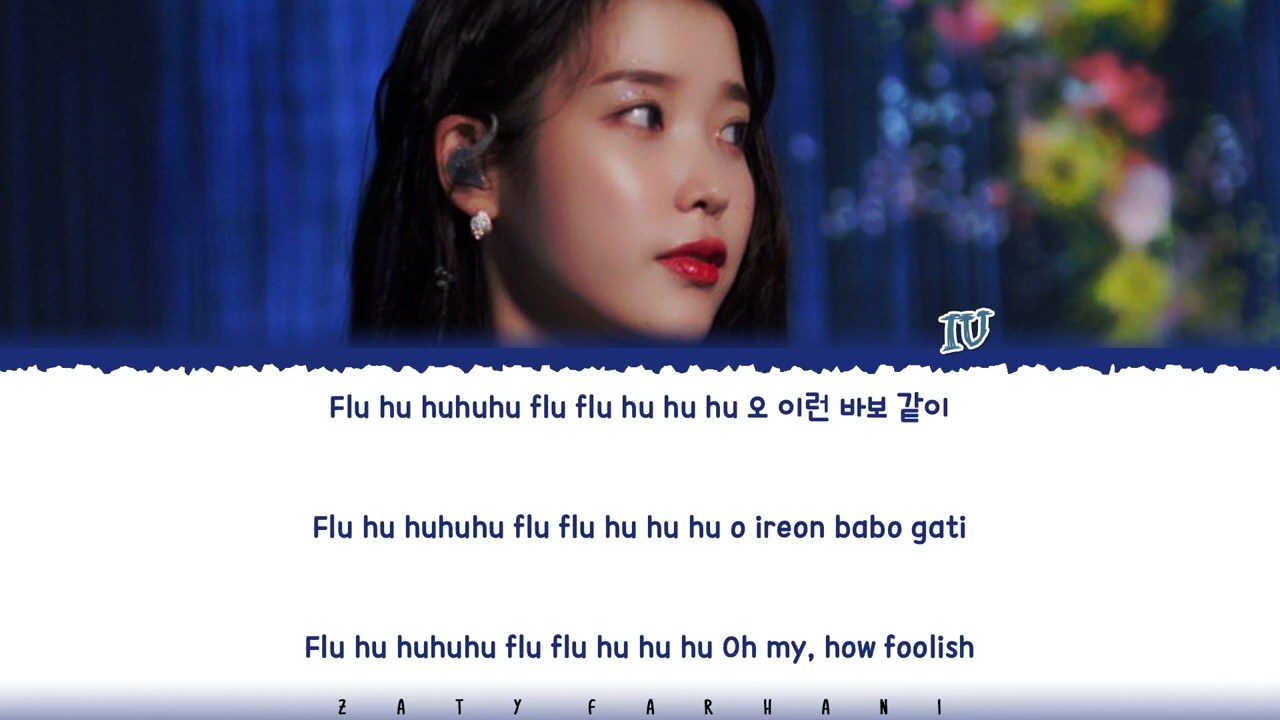 IU
Flu hu huhuhu flu flu hu hu hu 오 이런 바보 같이
Flu hu huhuhu flu flu hu hu hu o ireon babo gati
Flu hu huhuhu flu flu hu hu hu Oh my, how foolish
ZATY FARHANI